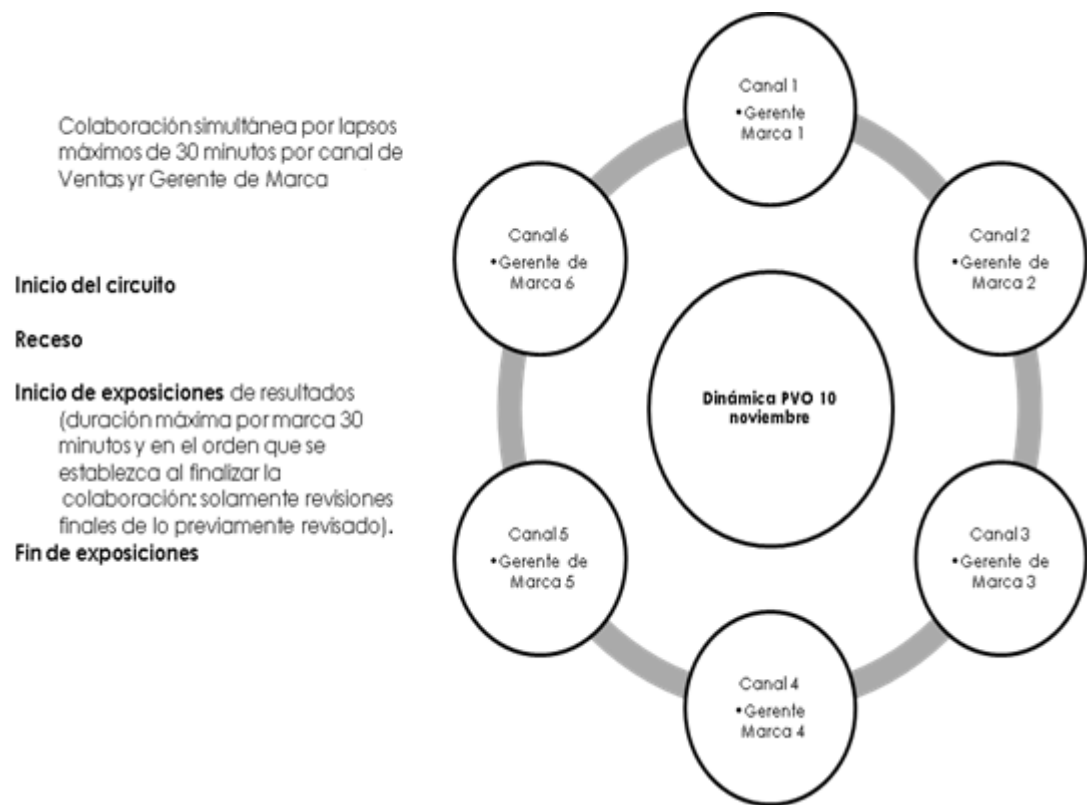 Colaboración simultánea por lapsos
máximos de 30 minutos por canal de
Ventas yr Gerente de Marca
Inicio del circuito
Receso
Inicio de exposiciones de resultados
(duración máxima por marca 30
minutos y en el orden que se
establezca al finalizar la
colaboración: solamente revisiones
finales de lo previamente revisado).
Fin de exposiciones
Canal 1
•Gerente
Marca 1
Canal 2
•Gerente de
Marca 2
Canal 3
•Gerente de
Marca 3
Canal 4
•Gerente
Marca 4
Canal 5
•Gerente de
Marca 5
Canal 6
•Gerente de
Marca 6
Dinámica PVO 10
noviembre